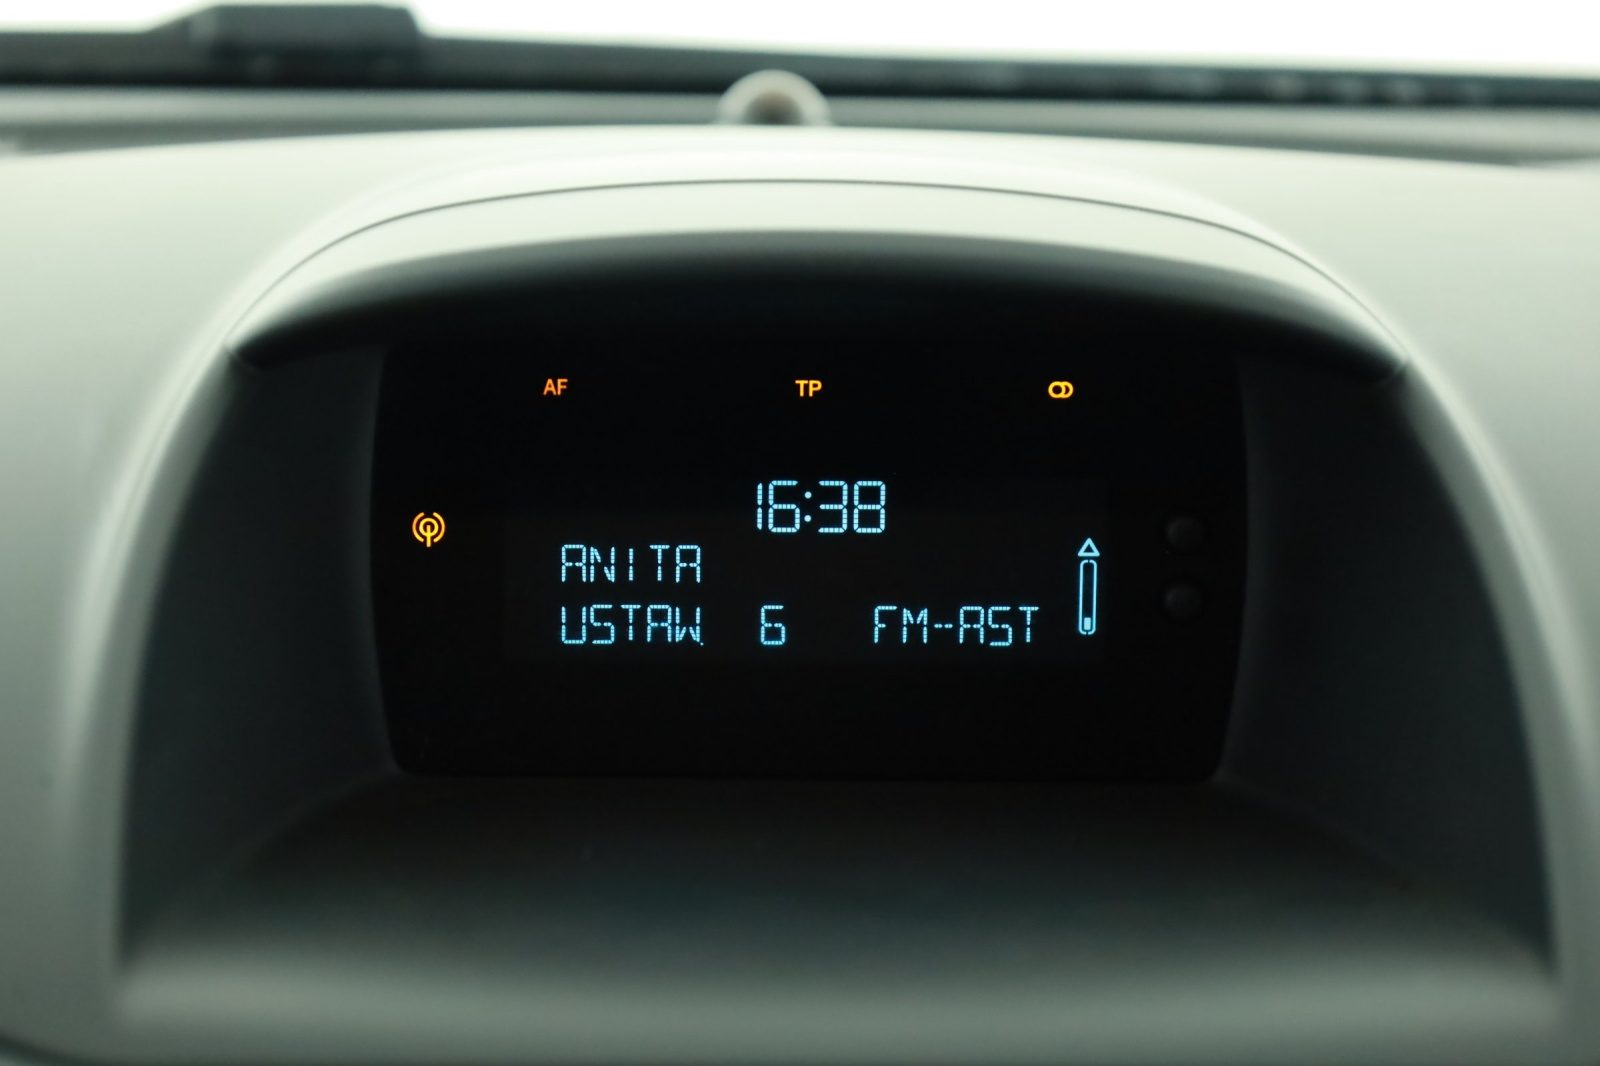 AF TP
16:38
ANITA
USTAW. 6 FM-AST